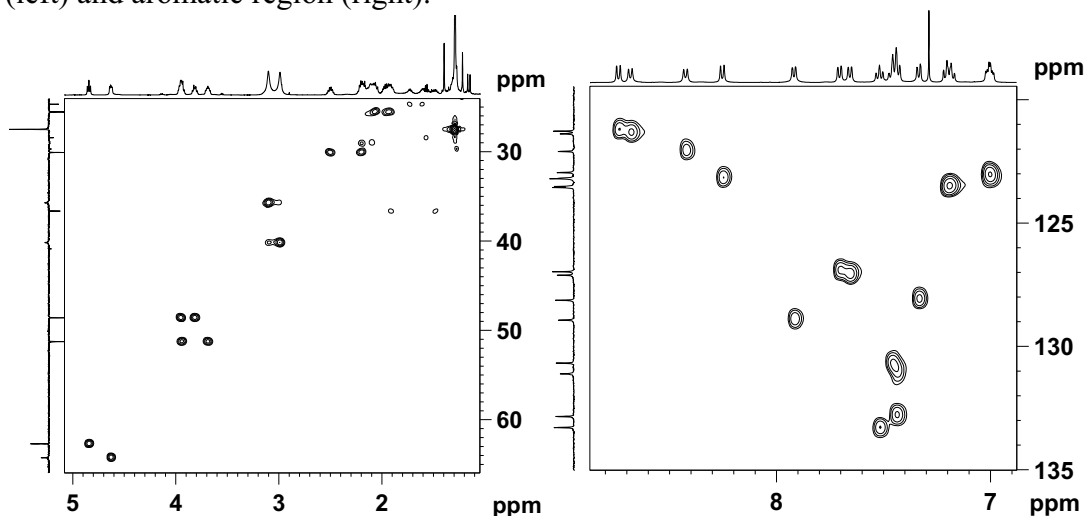 (left) and aromatic region (right).
ppm
30
40
50
60
5 4 3 2 ppm
ppm
125
130
135
8 7 ppm